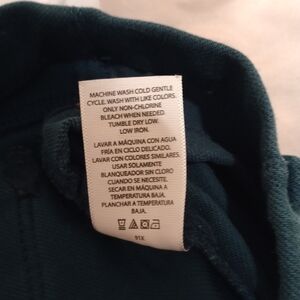 MACHINE WASH COLD GENTLE
CYCLE. WASH WITH LIKE COLORS.
ONLY NON-CHLORINE
BLEACH WHEN NEEDED.
TUMBLE DRY LOW.
LOW IRON.
LAVAR A MÁQUINA CON AGUA
FRÍA EN CICLO DELICADO.
LAVAR CON COLORES SIMILARES.
USAR SOLAMENTE
BLANQUEADOR SIN CLORO
CUANDO SE NECESITE.
SECAR EN MÁQUINA A
TEMPERATURA BAJA.
PLANCHAR A TEMPERATURA
BAJA.